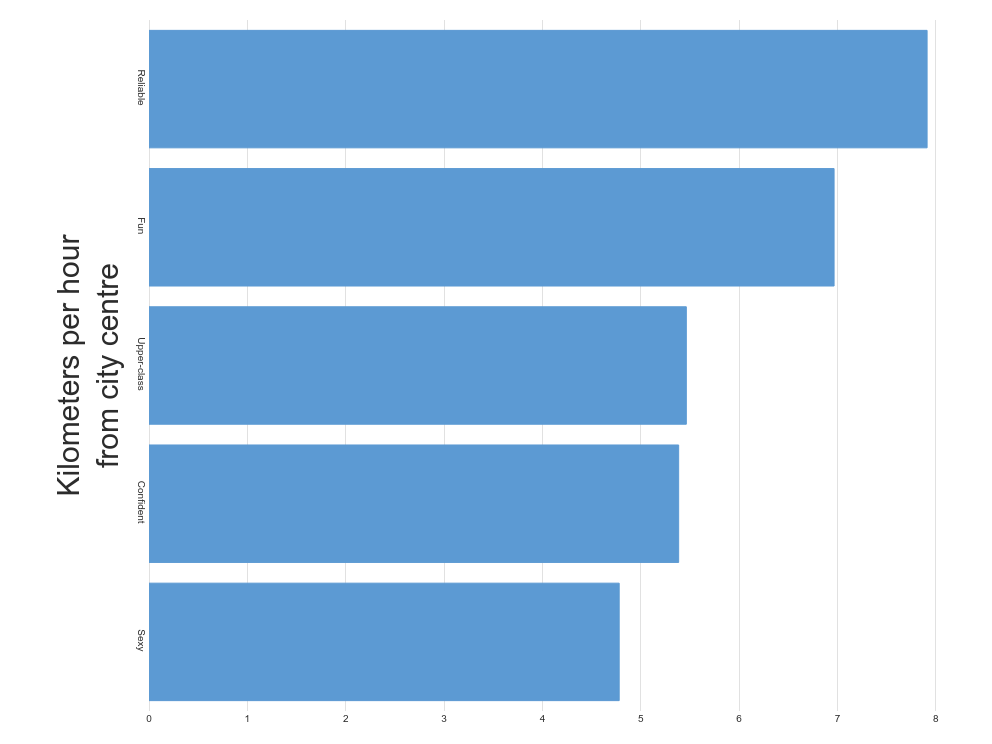 Kilometers per hour
from city centre
Reliable
Fun
Upper-class
Confident
Sexy
0 1 2 3 4 5 6 7 8